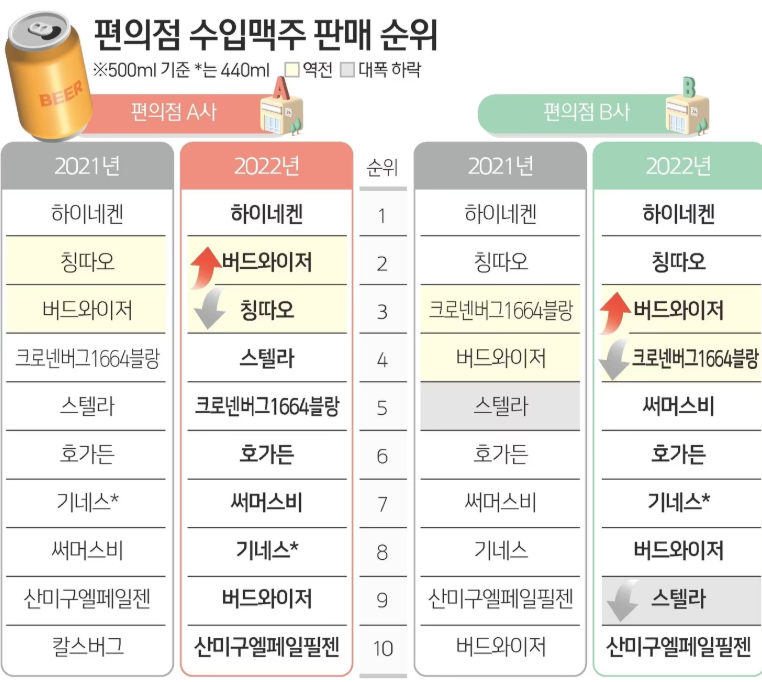 편의점 수입맥주 판매 순위
※500ml 기준 *는 440ml 역전 대폭 하락
BEER
편의점 A사 A 편의점 B사 B
2021년 2022년 순위 2021년 2022년
하이네켄 하이네켄 1 하이네켄 하이네켄
칭따오 버드와이저 2 칭따오 칭따오
버드와이저 칭따오 3 크로넨버그1664블랑 버드와이저
크로넨버그1664블랑 스텔라 4 버드와이저 크로넨버그1664블랑
스텔라 크로넨버그1664블랑 5 스텔라 써머스비
호가든 호가든 6 호가든 호가든
기네스* 써머스비 7 써머스비 기네스*
써머스비 기네스* 8 기네스 버드와이저
산미구엘페일젠 버드와이저 9 산미구엘페일필젠 스텔라
칼스버그 산미구엘페일필젠 10 버드와이저 산미구엘페일필젠